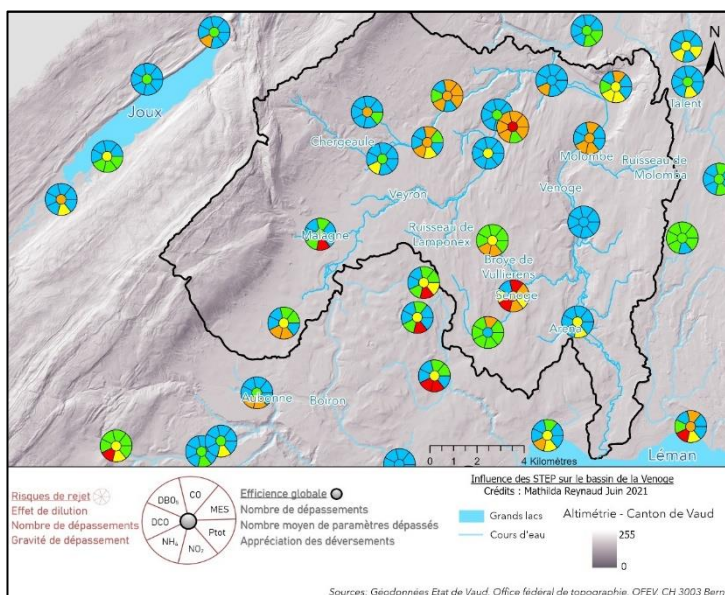 N
Joux
Talent
Chergeaule
Molombe
Ruisseau de
Molomba
Veyron
Venoge
Malagne
Ruisseau de
Lamponex
Broye de
Vullierens
Senoge
Arena
Aubonne
Boiron
Léman
0 2 4 Kilomètres
Influence des STEP sur le bassin de la Venoge
Crédits : Mathilda Reynaud Juin 2021
Risques de rejet
Effet de dilution
Nombre de dépassements
Gravité de dépassement
DBO₅
CO
MES
DCO
Ptot
NH₄
NO₂
Efficience globale
Nombre de dépassements
Nombre moyen de paramètres dépassés
Appréciation des déversements
Grands lacs
Cours d'eau
Altimétrie - Canton de Vaud
255
0
Sources: Géodonnées Etat de Vaud, Office fédéral de topographie, OFEV, CH 3003 Bern